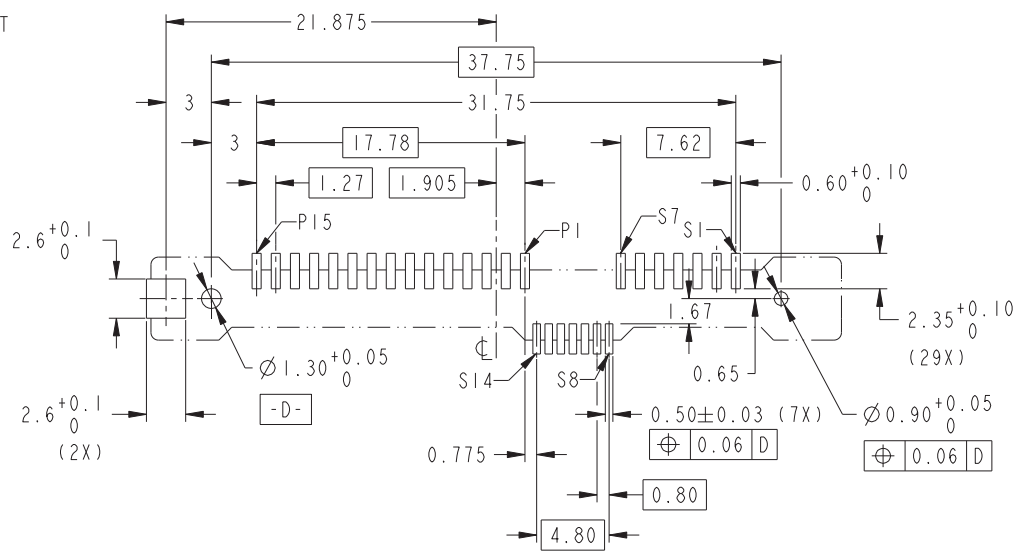 T
21.875
37.75
3
31.75
3
17.78
7.62
1.27
1.905
0.60 +0.10 0
P15
P1
S7
S1
2.6 +0.1 0
1.67
2.35 +0.10 0
(29X)
℄
Ø1.30 +0.05 0
S14
S8
0.65
-D-
2.6 +0.1 0
(2X)
0.50±0.03 (7X)
Ø0.90 +0.05 0
0.775
⌖ 0.06 D
⌖ 0.06 D
0.80
4.80